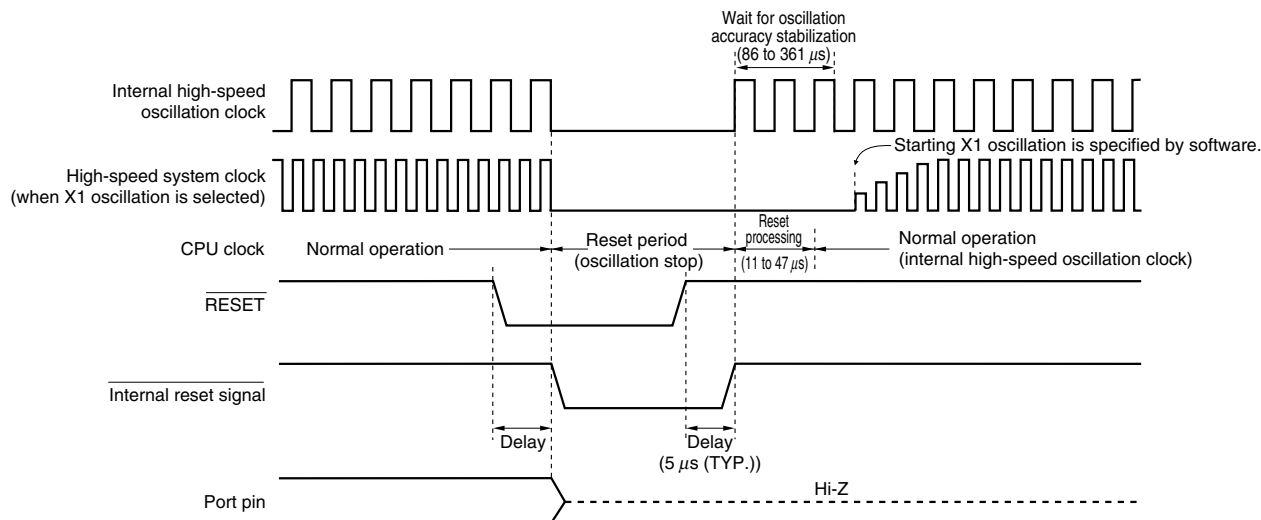 Wait for oscillation
accuracy stabilization
(86 to 361 μs)
Internal high-speed
oscillation clock
Starting X1 oscillation is specified by software.
High-speed system clock
(when X1 oscillation is selected)
CPU clock
Normal operation
Reset period
(oscillation stop)
Reset
processing
(11 to 47 μs)
Normal operation
(internal high-speed oscillation clock)
RESET
Internal reset signal
Delay
Delay
(5 μs (TYP.))
Port pin
Hi-Z